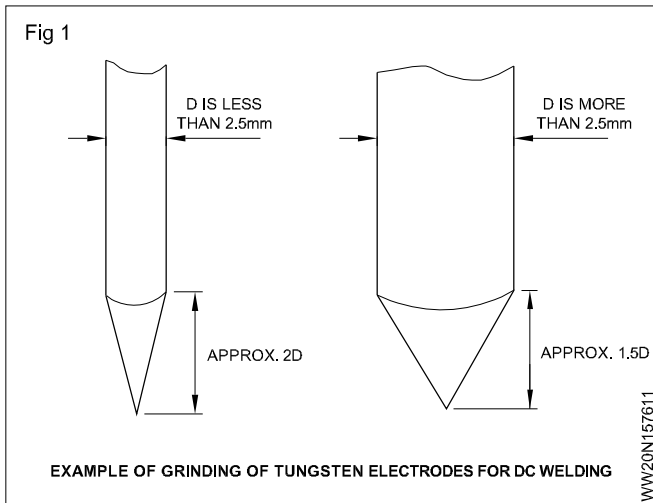 Fig 1
D IS LESS
THAN 2.5mm
D IS MORE
THAN 2.5mm
APPROX. 2D
APPROX. 1.5D
EXAMPLE OF GRINDING OF TUNGSTEN ELECTRODES FOR DC WELDING
WW20N157611